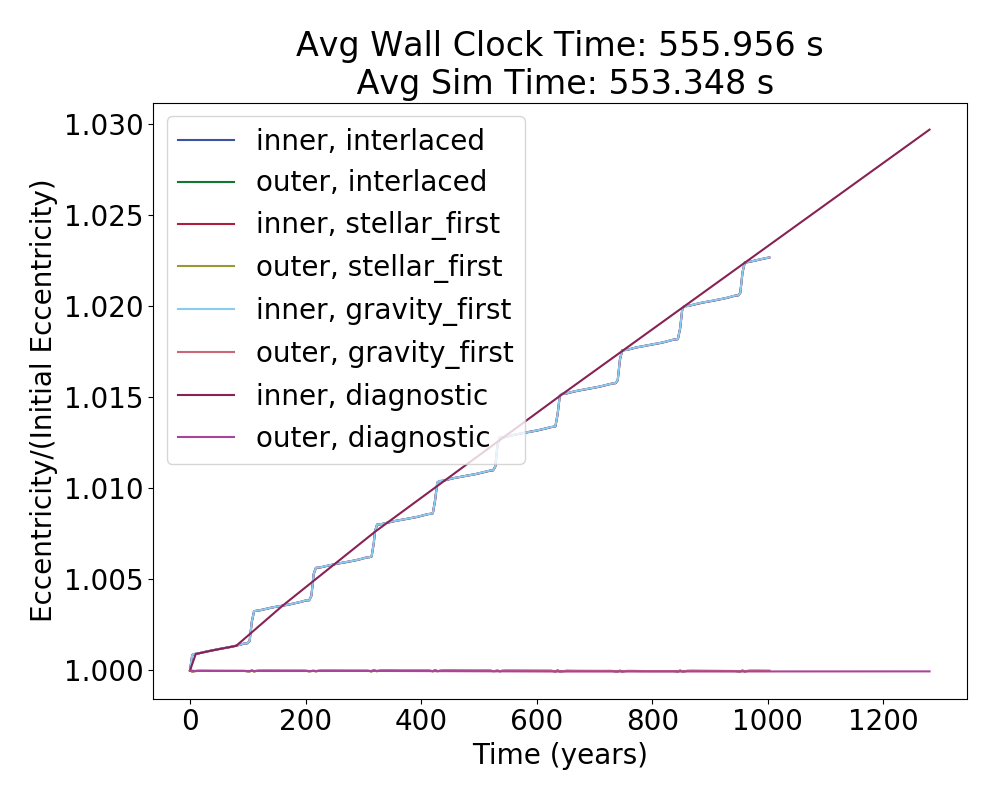 Avg Wall Clock Time: 555.956 s
Avg Sim Time: 553.348 s
Eccentricity/(Initial Eccentricity)
1.030
1.025
1.020
1.015
1.010
1.005
1.000
inner, interlaced
outer, interlaced
inner, stellar_first
outer, stellar_first
inner, gravity_first
outer, gravity_first
inner, diagnostic
outer, diagnostic
0 200 400 600 800 1000 1200
Time (years)